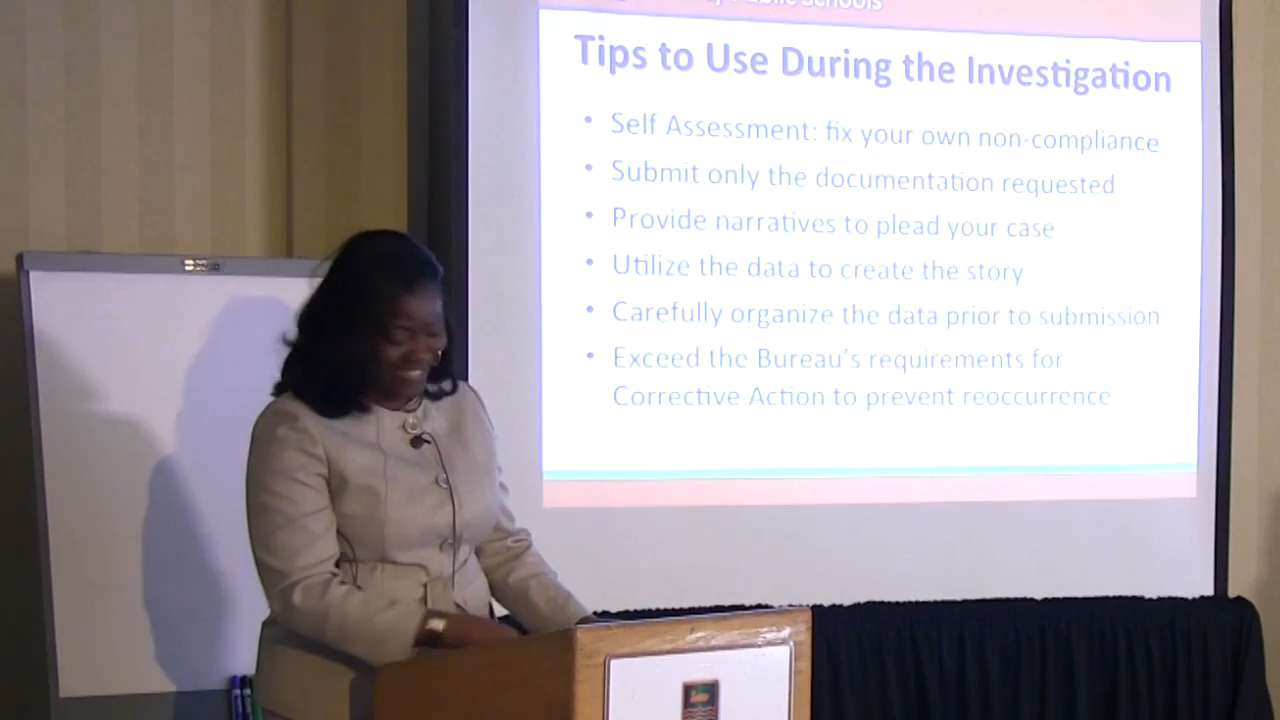 Public Schools
Tips to Use During the Investigation
• Self Assessment: fix your own non-compliance
• Submit only the documentation requested
• Provide narratives to plead your case
• Utilize the data to create the story
• Carefully organize the data prior to submission
• Exceed the Bureau's requirements for
Corrective Action to prevent reoccurrence